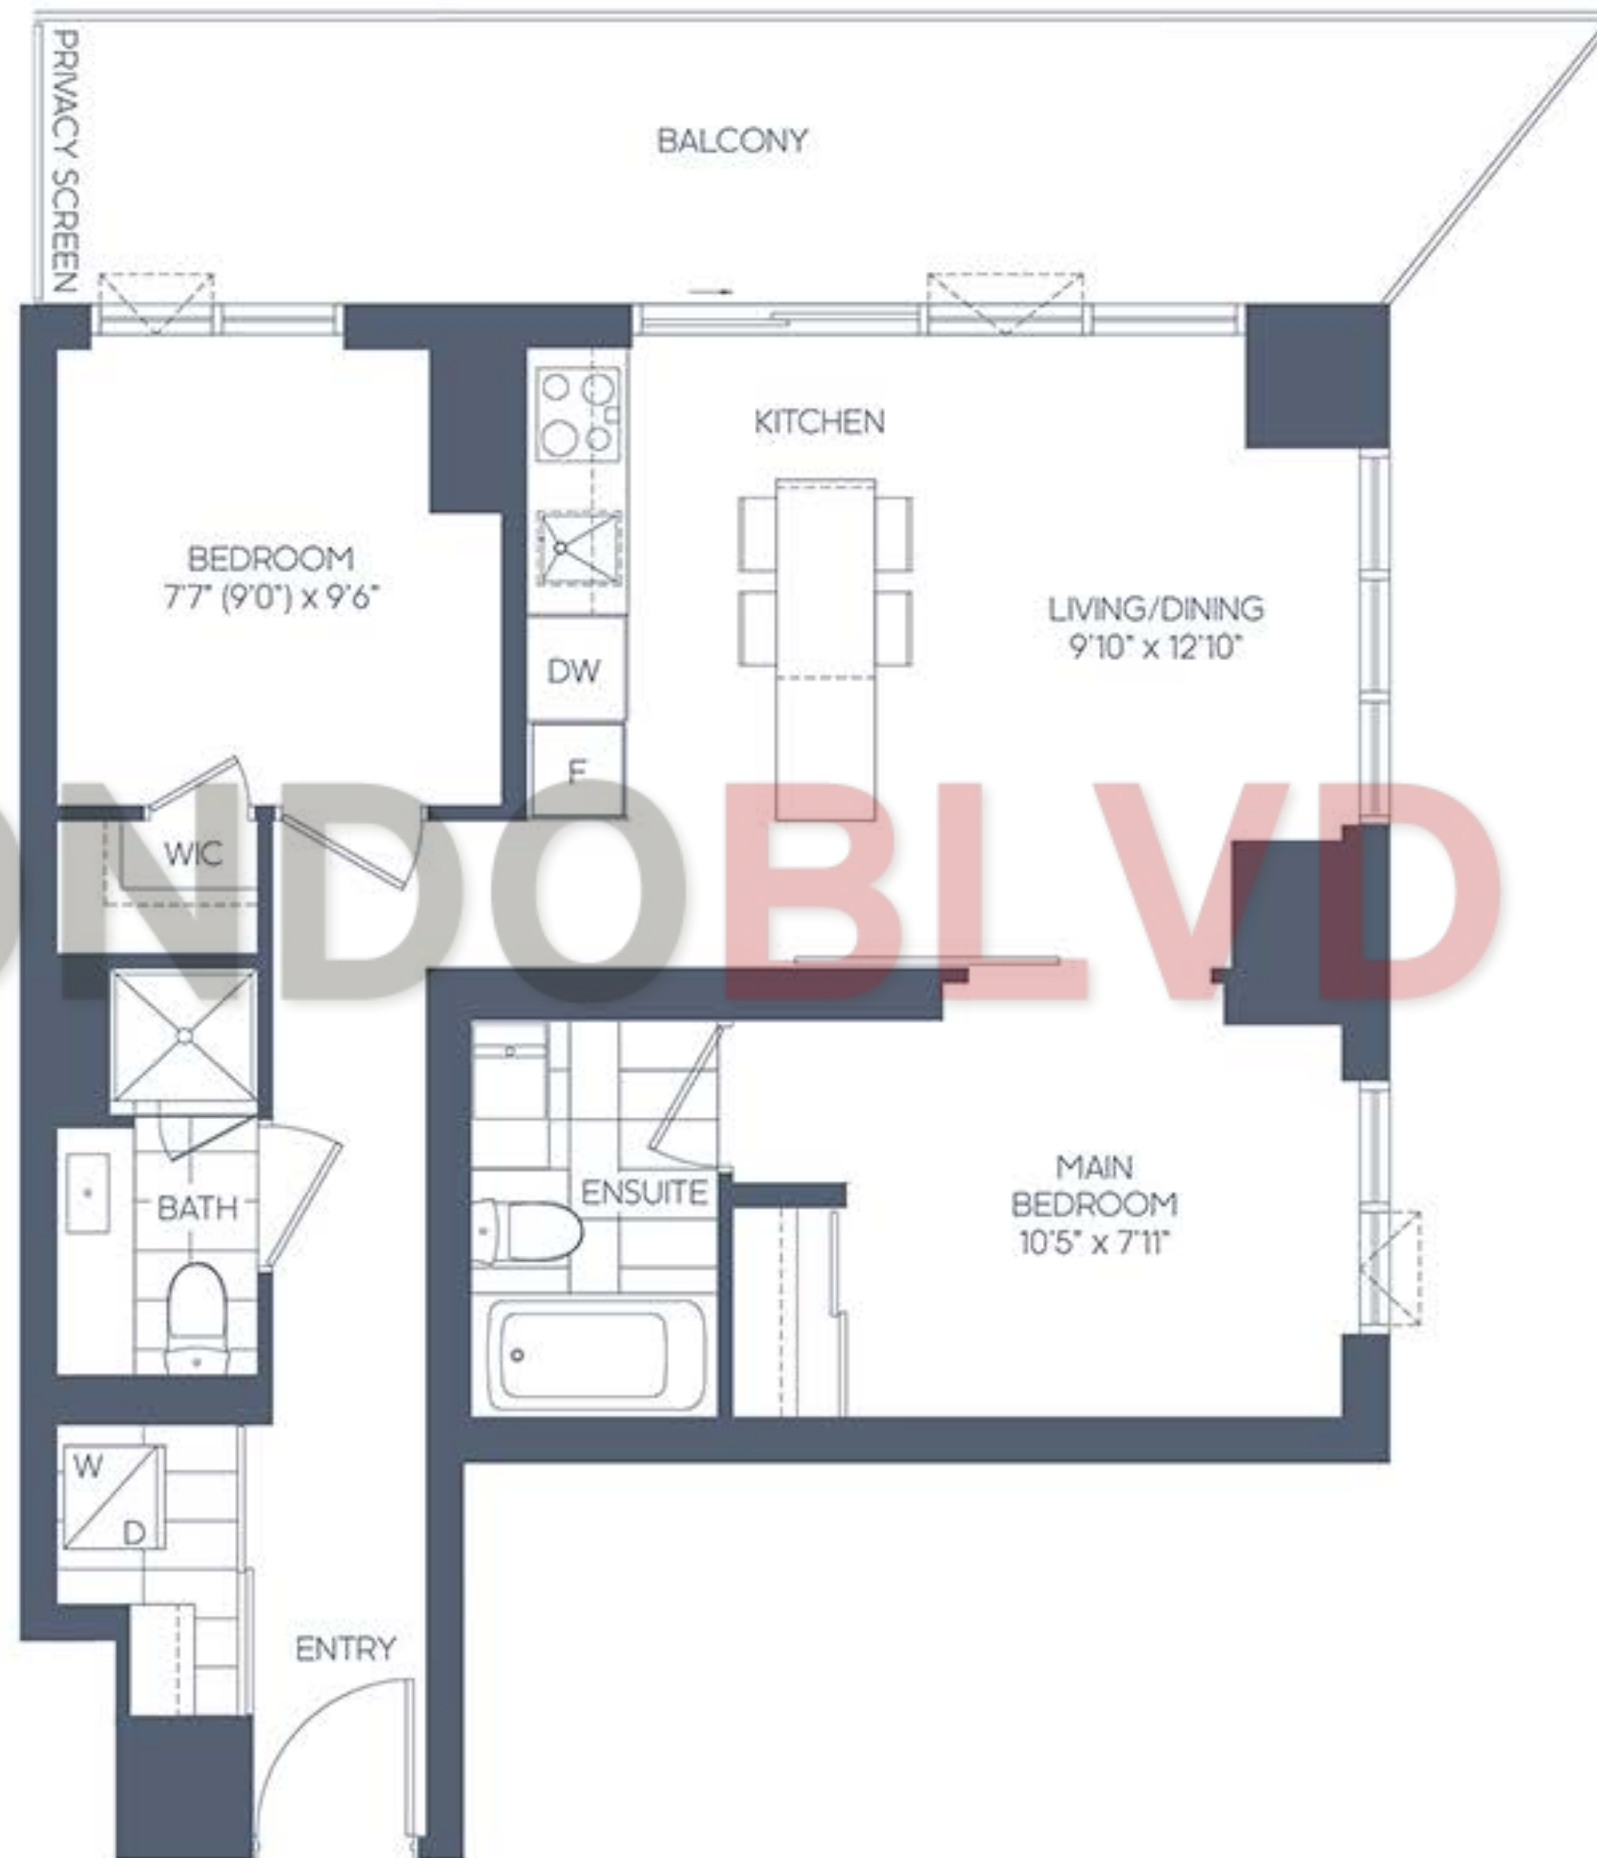 PRIVACY SCREEN
BALCONY
KITCHEN
BEDROOM
7'7" (9'0") x 9'6"
LIVING/DINING
9'10" x 12'10"
DW
F
WIC
ONDOBLVD
MAIN
BEDROOM
10'5" x 7'11"
ENSUITE
BATH
W
D
ENTRY